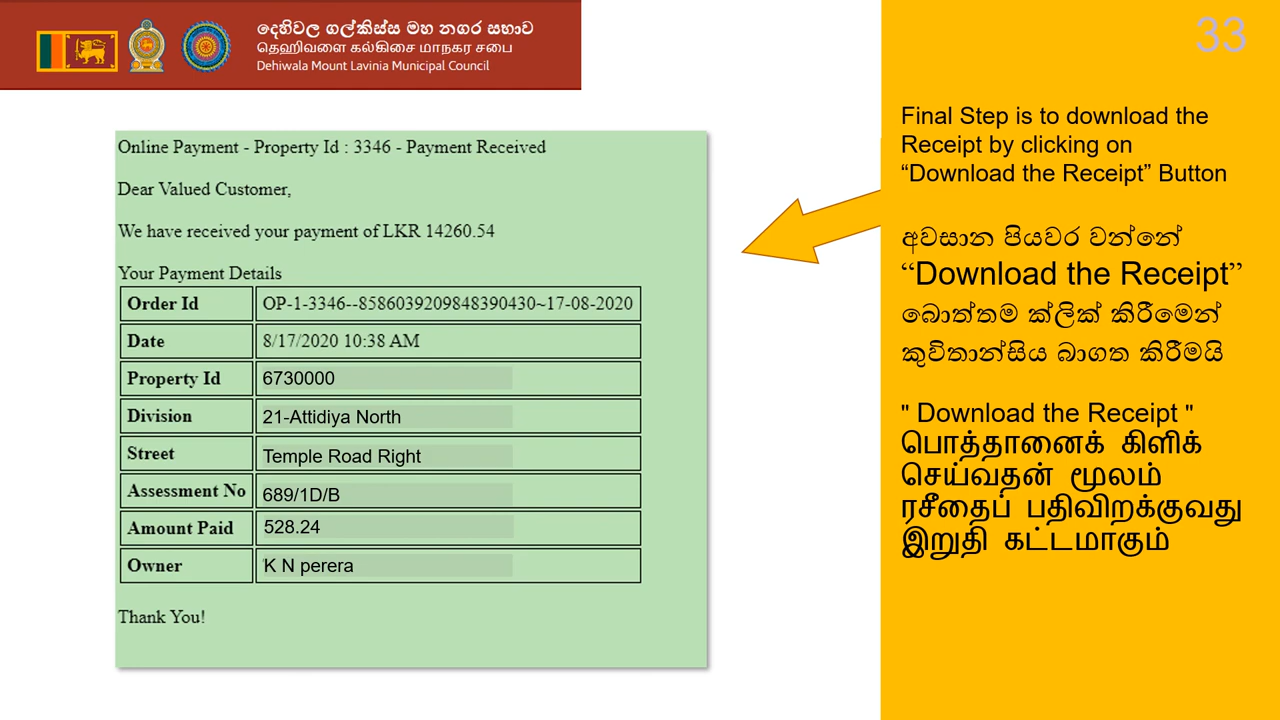 දෙහිවල ගල්කිස්ස මහ නගර සභාව
தெஹிவளை கல்கிசை மாநகர சபை
Dehiwala Mount Lavinia Municipal Council
33
Online Payment - Property Id : 3346 - Payment Received
Dear Valued Customer,
We have received your payment of LKR 14260.54
Your Payment Details
Order Id OP-1-3346--8586039209848390430~17-08-2020
Date 8/17/2020 10:38 AM
Property Id 6730000
Division 21-Attidiya North
Street Temple Road Right
Assessment No 689/1D/B
Amount Paid 528.24
Owner K N perera
Thank You!
Final Step is to download the
Receipt by clicking on
“Download the Receipt” Button
අවසාන පියවර වන්නේ
“Download the Receipt”
බොත්තම ක්ලික් කිරීමෙන්
කුවිතාන්සිය බාගත කිරීමයි
" Download the Receipt "
பொத்தானைக் கிளிக்
செய்வதன் மூலம்
ரசீதைப் பதிவிறக்குவது
இறுதி கட்டமாகும்